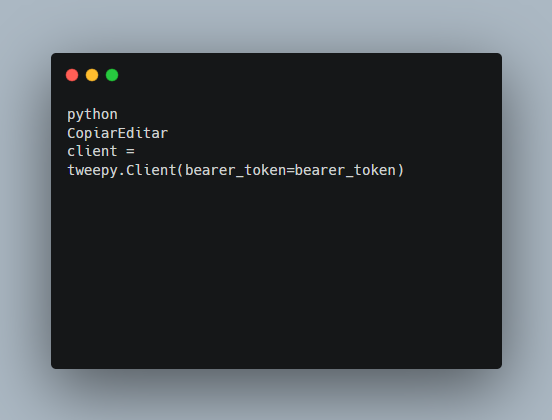 python
CopiarEditar
client =
tweepy.Client(bearer_token=bearer_token)